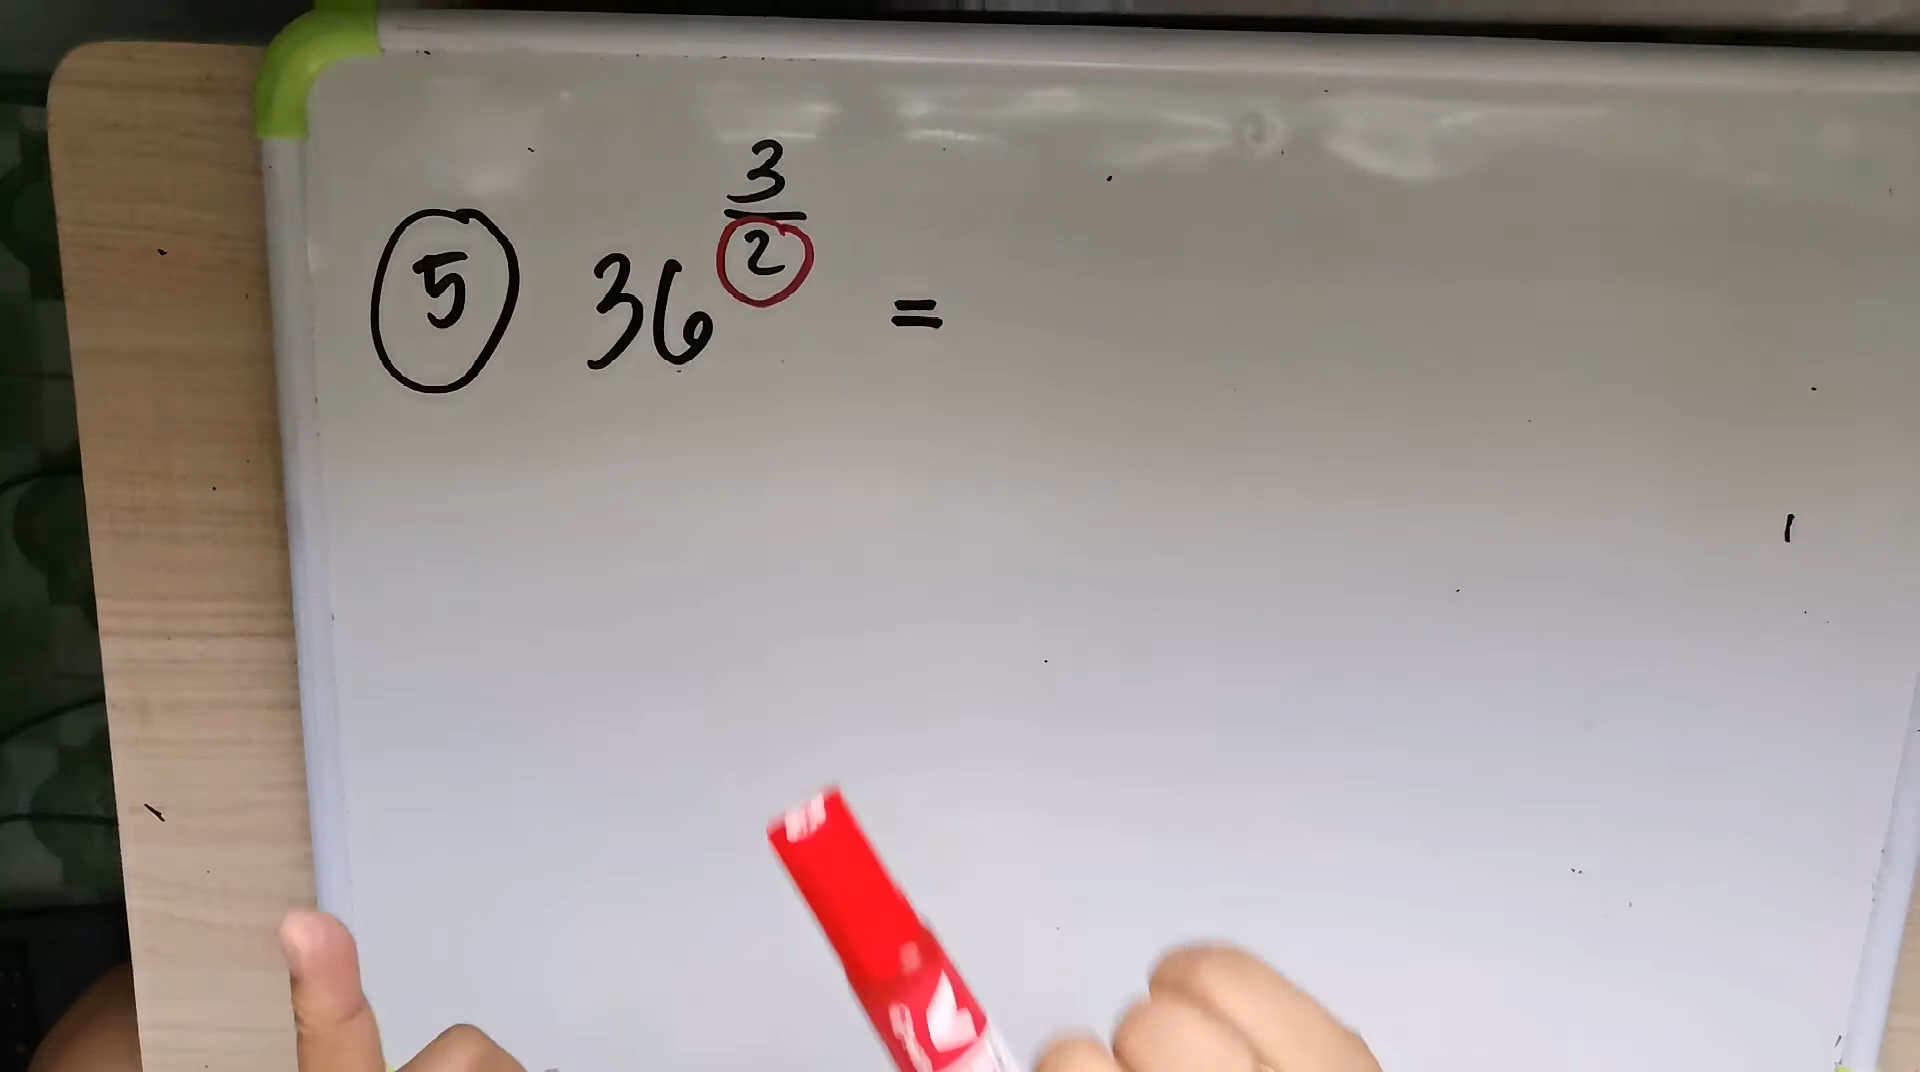 ⑤ 36^(3/2) =